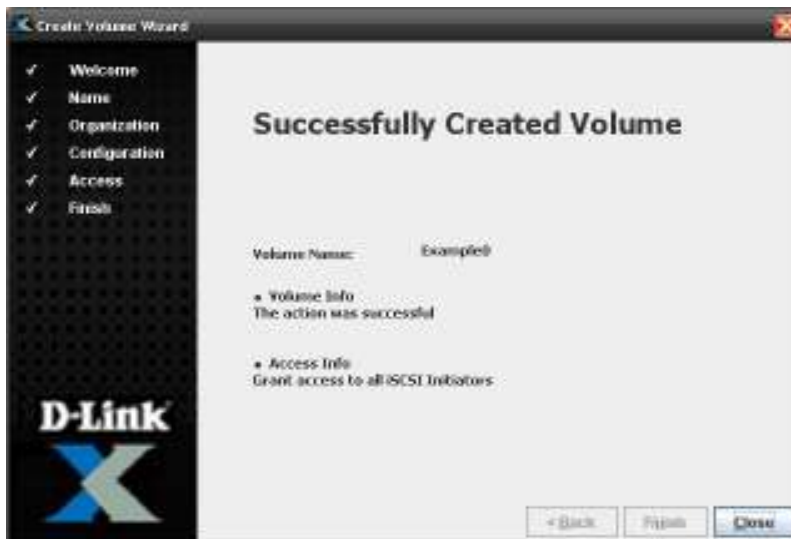 Create Volume Wizard
Welcome
Name
Organization
Configuration
Access
Finish
Successfully Created Volume
Volume Name: Example0
Volume Info
The action was successful
Access Info
Grant access to all iSCSI Initiators
D-Link
< Back Finish Close